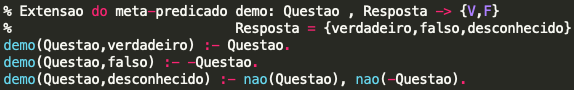 % Extensao do meta-predicado demo: Questao , Resposta -> {V,F}
%                               Resposta = {verdadeiro,falso,desconhecido}
demo(Questao,verdadeiro) :- Questao.
demo(Questao,falso) :- -Questao.
demo(Questao,desconhecido) :- nao(Questao), nao(-Questao).